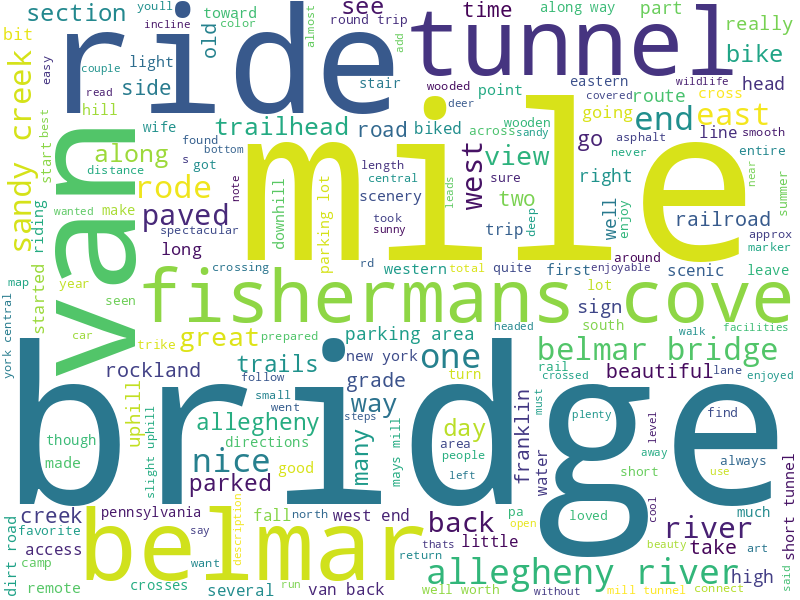 ride
tunnel
mile
van
bridge
fishermans cove
belmar
belmar bridge
allegheny river
sandy creek
section
youll
incline
toward
color
round trip
almost
see
add
time
along way
part
really
bike
bit
easy
couple
read
old
light
side
hill
stair
wooded
deer
point
eastern
covered
wildlife
route
cross
head
start
best
wife
found
bottom
s
got
trailhead
road
biked
across
wooden
sandy
going
go
asphalt
never
end
east
line
smooth
entire
near
along
distance
rode
note
downhill
parking lot
length
central
scenery
took
sunny
leads
west
view
sure
two
trip
deep
right
well
enjoy
railroad
summer
approx
marker
riding
started
wanted
make
paved
spectacular
long
crossing
rd
western
total
quite
first
enjoyable
around
scenic
leave
map
year
seen
car
trike
great
prepared
parking area
headed
lot
sign
south
walk
facilities
york central
rockland
trails
new york
one
rail
crossed
beautiful
lane
enjoyed
uphill
slight uphill
follow
small
went
steps
grade
way
turn
franklin
must
plenty
level
find
though
made
allegheny
directions
nice
many
mays mill
day
area
people
left
water
short
away
always
use
parked
good
creek
favorite
access
camp
remote
dirt road
pennsylvania
say
crosses
want
several
description
fall
north
run
west end
van back
different
return
thats
little
back
well worth
pa
open
without
loved
cool
beauty
mill tunnel
river
take
connect
much
art
high
said
short tunnel